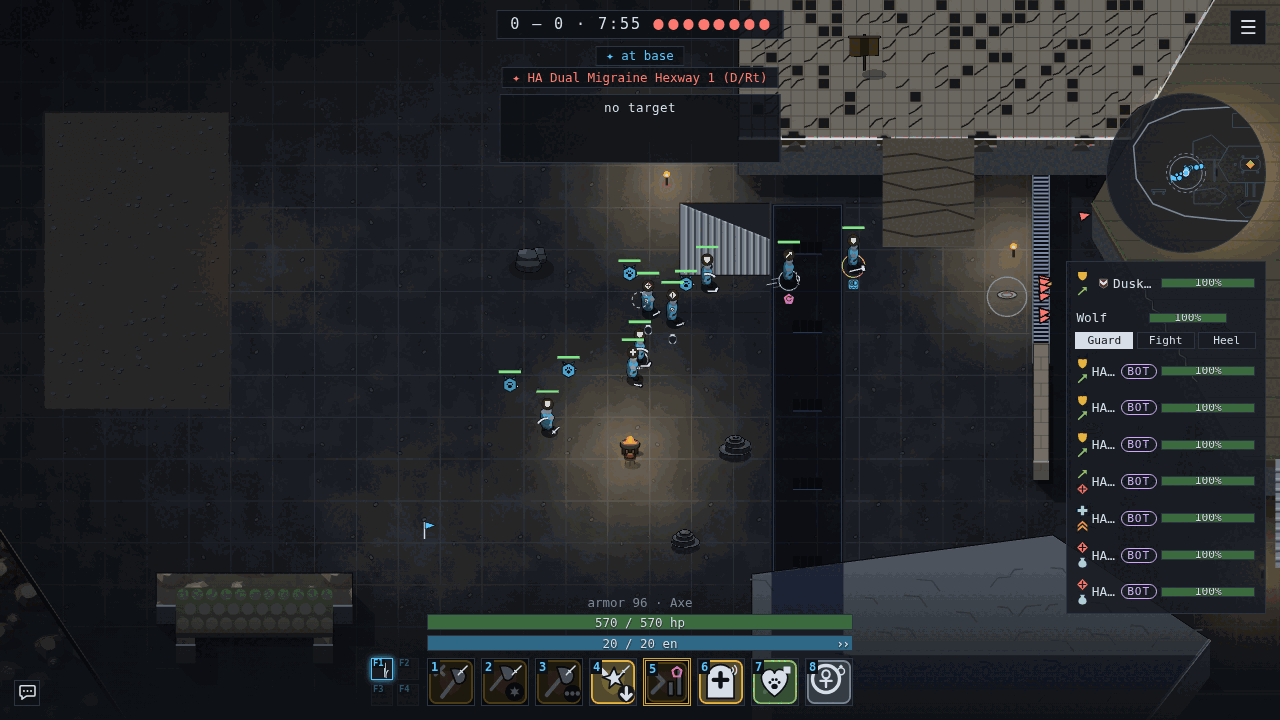 0 – 0 · 7:55
✦ at base
✦ HA Dual Migraine Hexway 1 (D/Rt)
no target
Dusk… 100%
Wolf 100%
Guard Fight Heel
HA… BOT 100%
HA… BOT 100%
HA… BOT 100%
HA… BOT 100%
HA… BOT 100%
HA… BOT 100%
HA… BOT 100%
armor 96 · Axe
570 / 570 hp
20 / 20 en ››
F1 F2
F3 F4
1 2 3 4 5 6 7 8